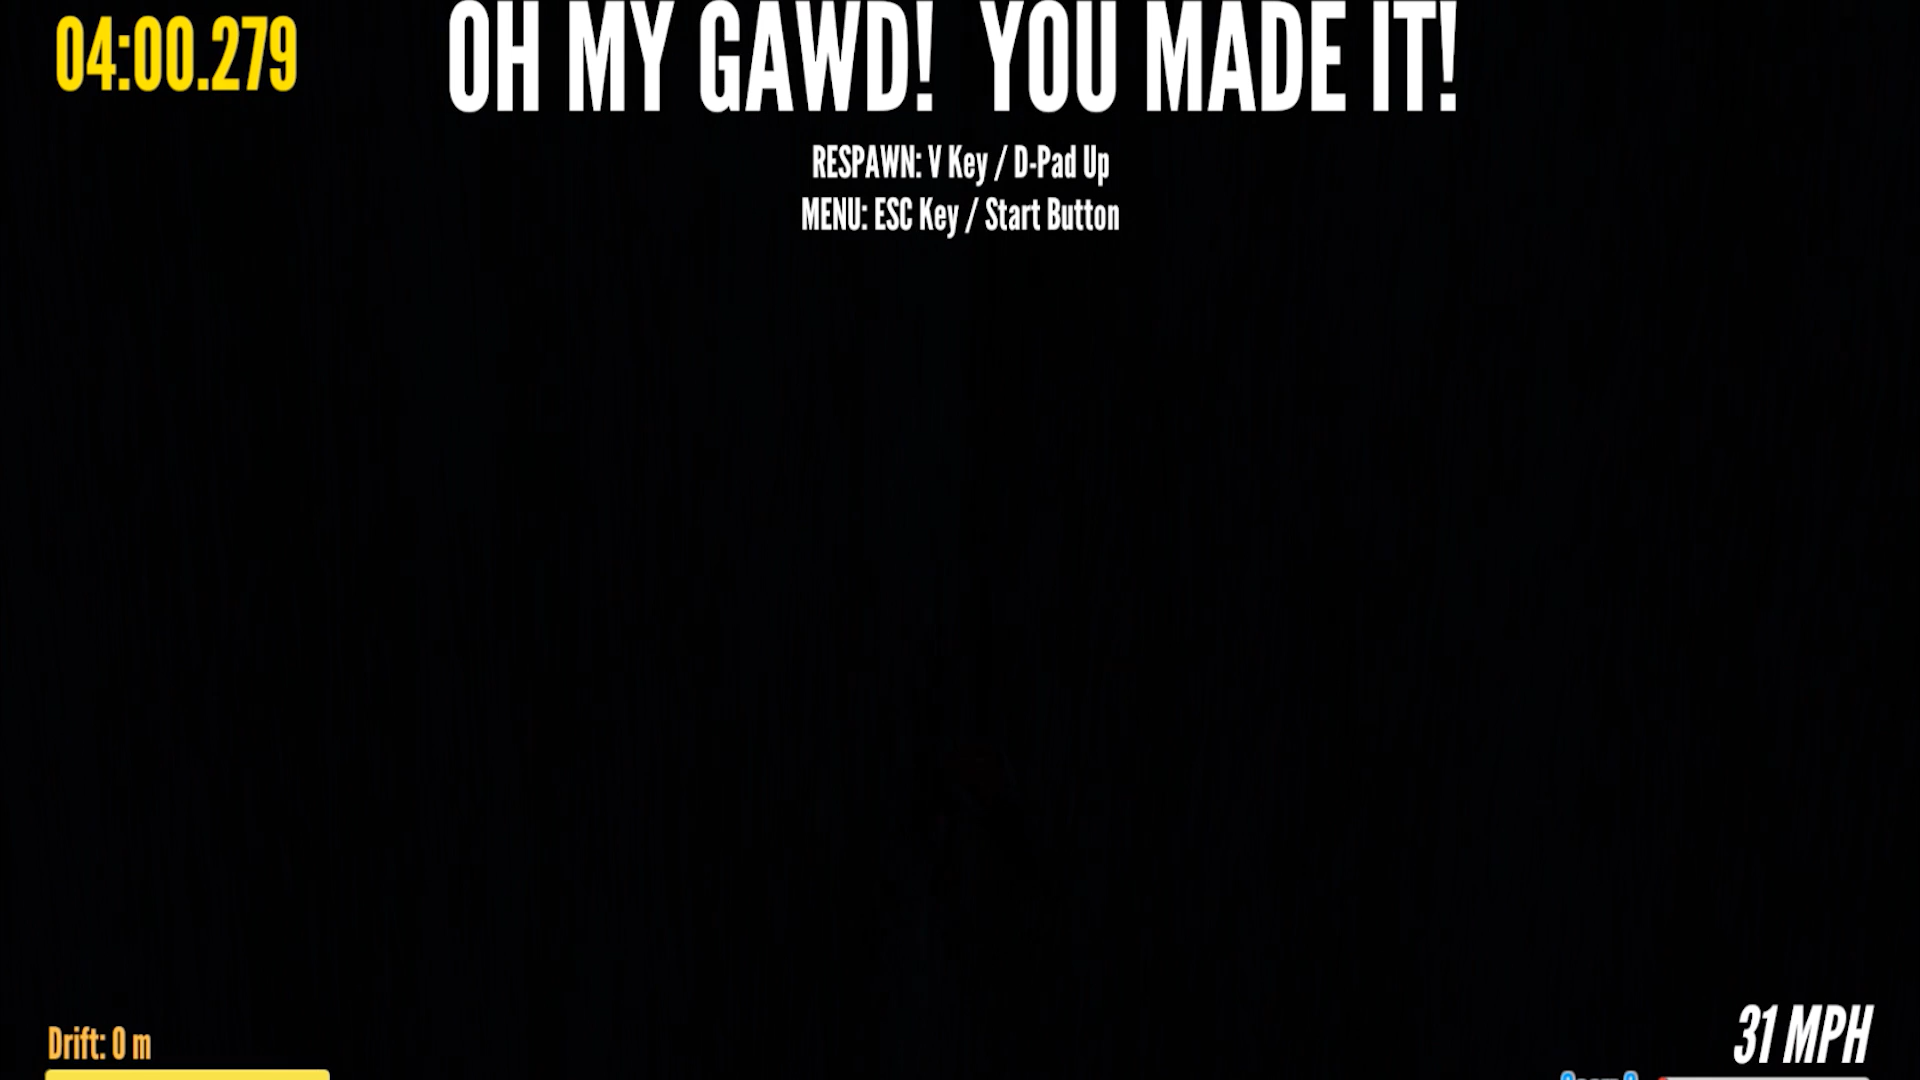 04:00.279
OH MY GAWD! YOU MADE IT!
RESPAWN: V Key / D-Pad Up
MENU: ESC Key / Start Button
Drift: 0 m
31 MPH